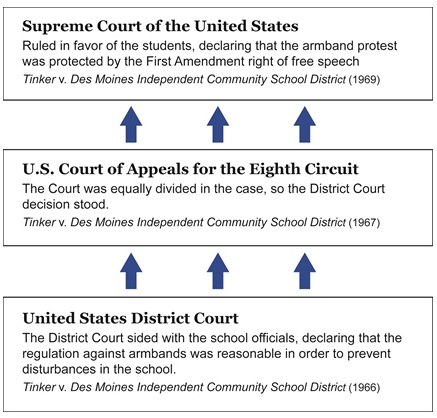 Supreme Court of the United States
Ruled in favor of the students, declaring that the armband protest
was protected by the First Amendment right of free speech
Tinker v. Des Moines Independent Community School District (1969)
U.S. Court of Appeals for the Eighth Circuit
The Court was equally divided in the case, so the District Court
decision stood.
Tinker v. Des Moines Independent Community School District (1967)
United States District Court
The District Court sided with the school officials, declaring that the
regulation against armbands was reasonable in order to prevent
disturbances in the school.
Tinker v. Des Moines Independent Community School District (1966)